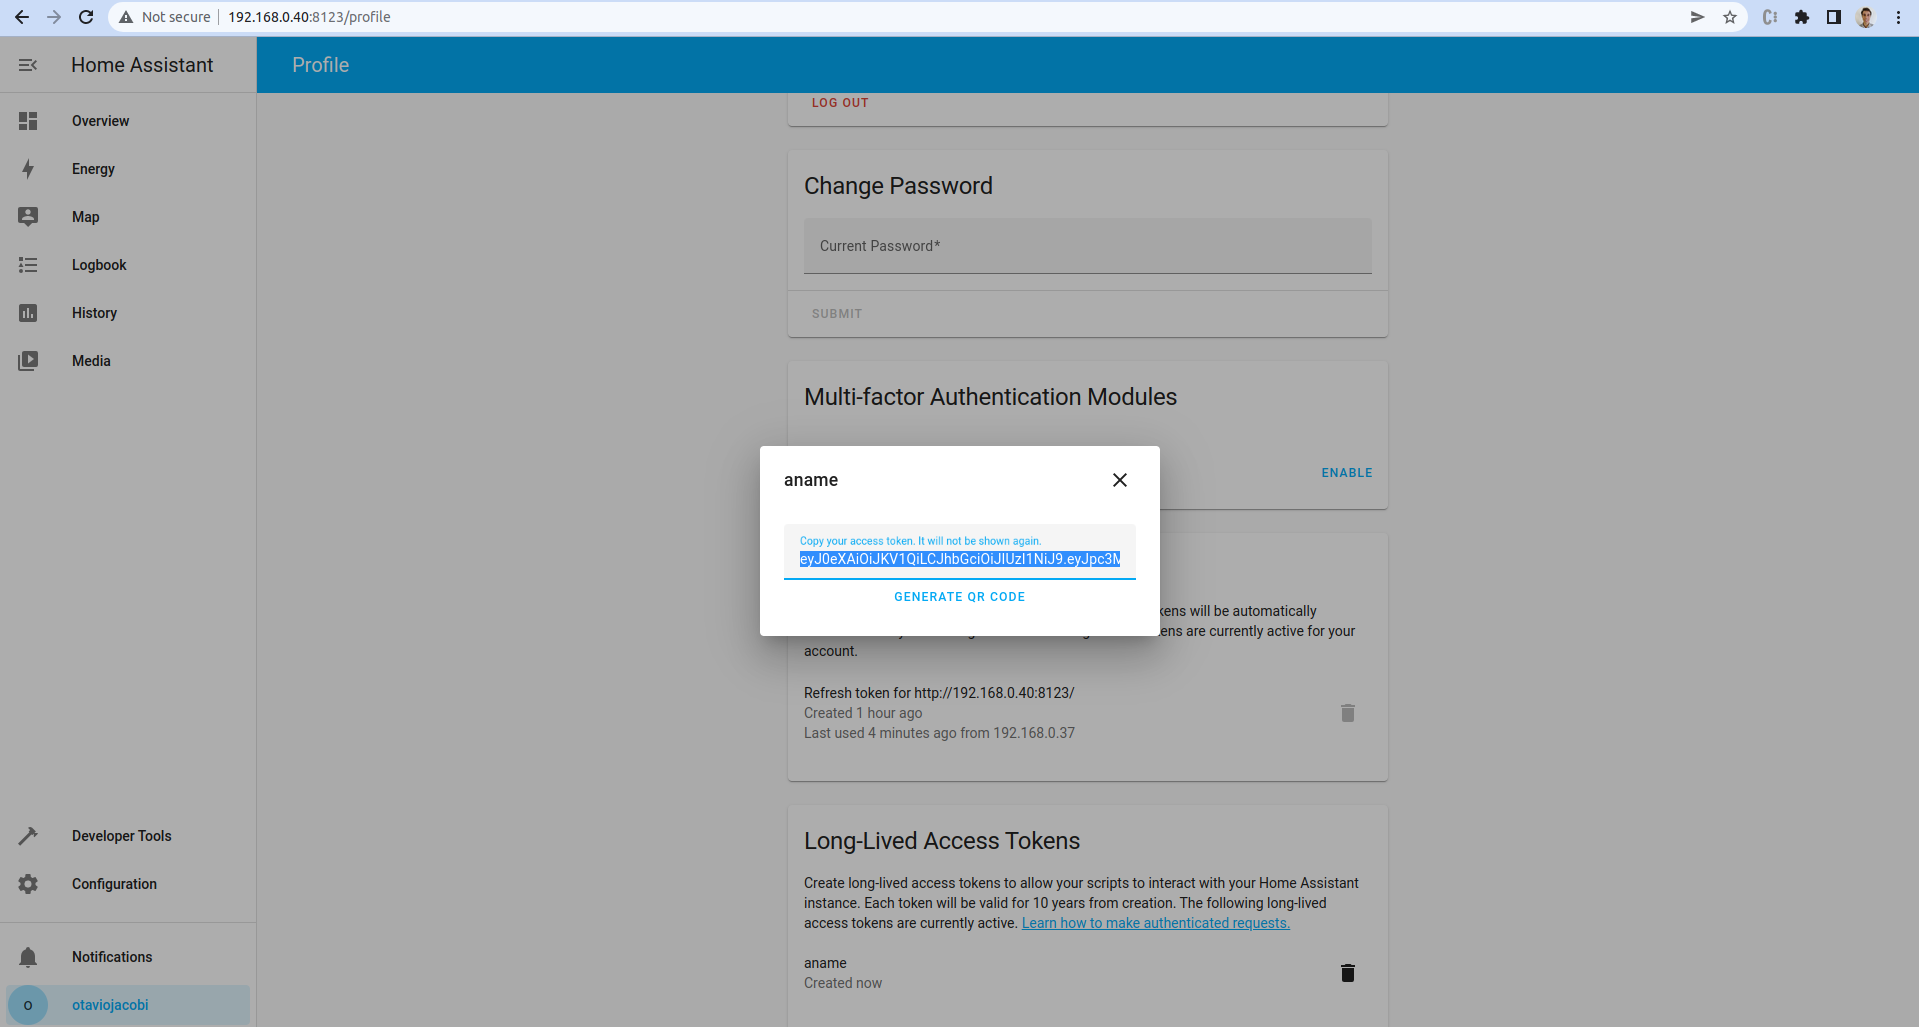 Not secure
192.168.0.40:8123/profile
Home Assistant
Profile
Overview
Energy
Map
Logbook
History
Media
Developer Tools
Configuration
Notifications
O
otaviojacobi
LOG OUT
Change Password
Current Password*
SUBMIT
Multi-factor Authentication Modules
ENABLE
aname
Copy your access token. It will not be shown again.
eyJ0eXAiOiJKV1QiLCJhbGciOiJIUzI1NiJ9.eyJpc3M
GENERATE QR CODE
will be automatically
are currently active for your
account.
Refresh token for http://192.168.0.40:8123/
Created 1 hour ago
Last used 4 minutes ago from 192.168.0.37
Long-Lived Access Tokens
Create long-lived access tokens to allow your scripts to interact with your Home Assistant
instance. Each token will be valid for 10 years from creation. The following long-lived
access tokens are currently active. Learn how to make authenticated requests.
aname
Created now